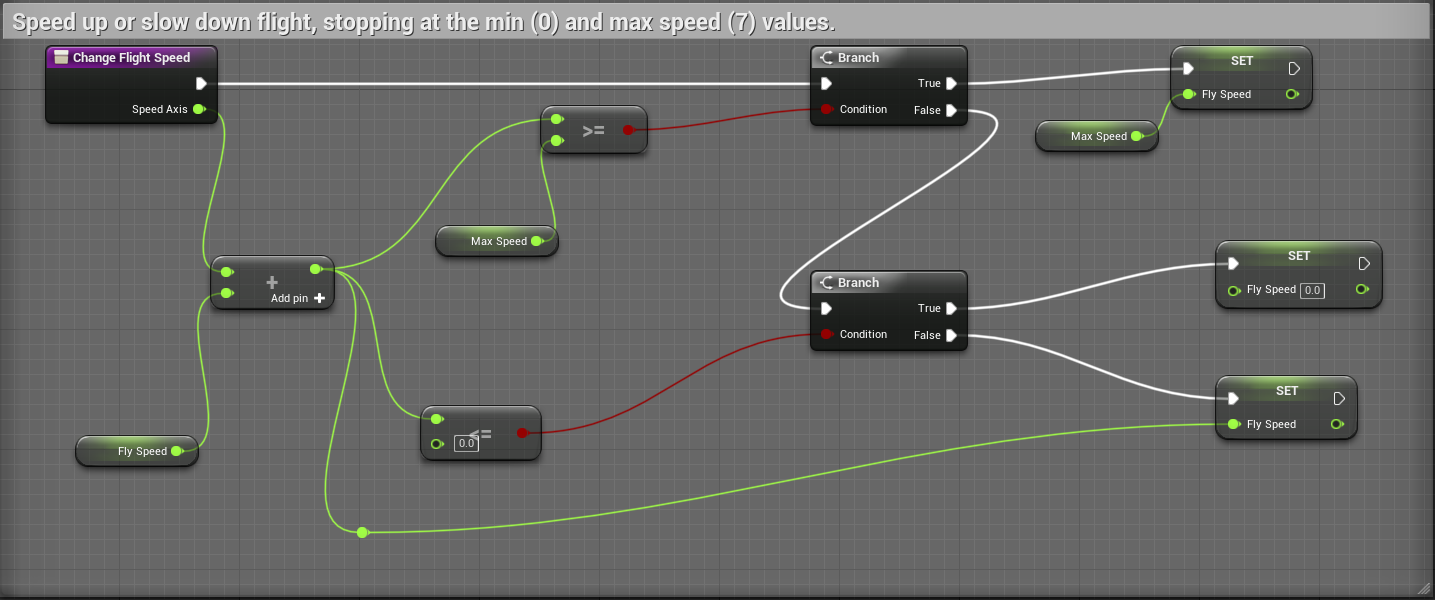 Speed up or slow down flight, stopping at the min (0) and max speed (7) values.
Change Flight Speed
Speed Axis
Branch
True
Condition
False
SET
Fly Speed
Max Speed
>=
Max Speed
+
Add pin +
Branch
True
Condition
False
SET
Fly Speed 0.0
SET
Fly Speed
Fly Speed
<=
0.0